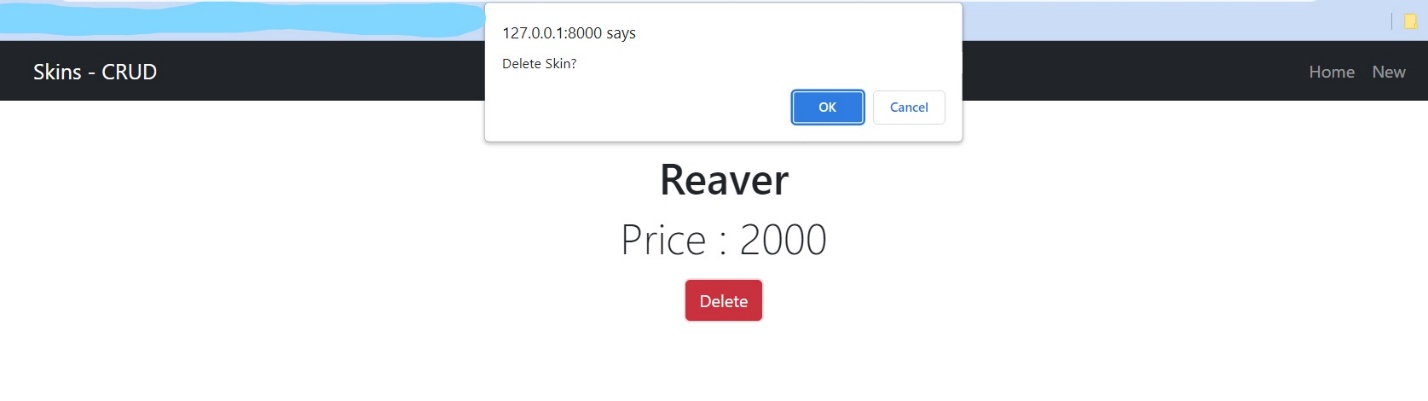 127.0.0.1:8000 says
Delete Skin?
OK Cancel
Skins - CRUD Home New
Reaver
Price : 2000
Delete